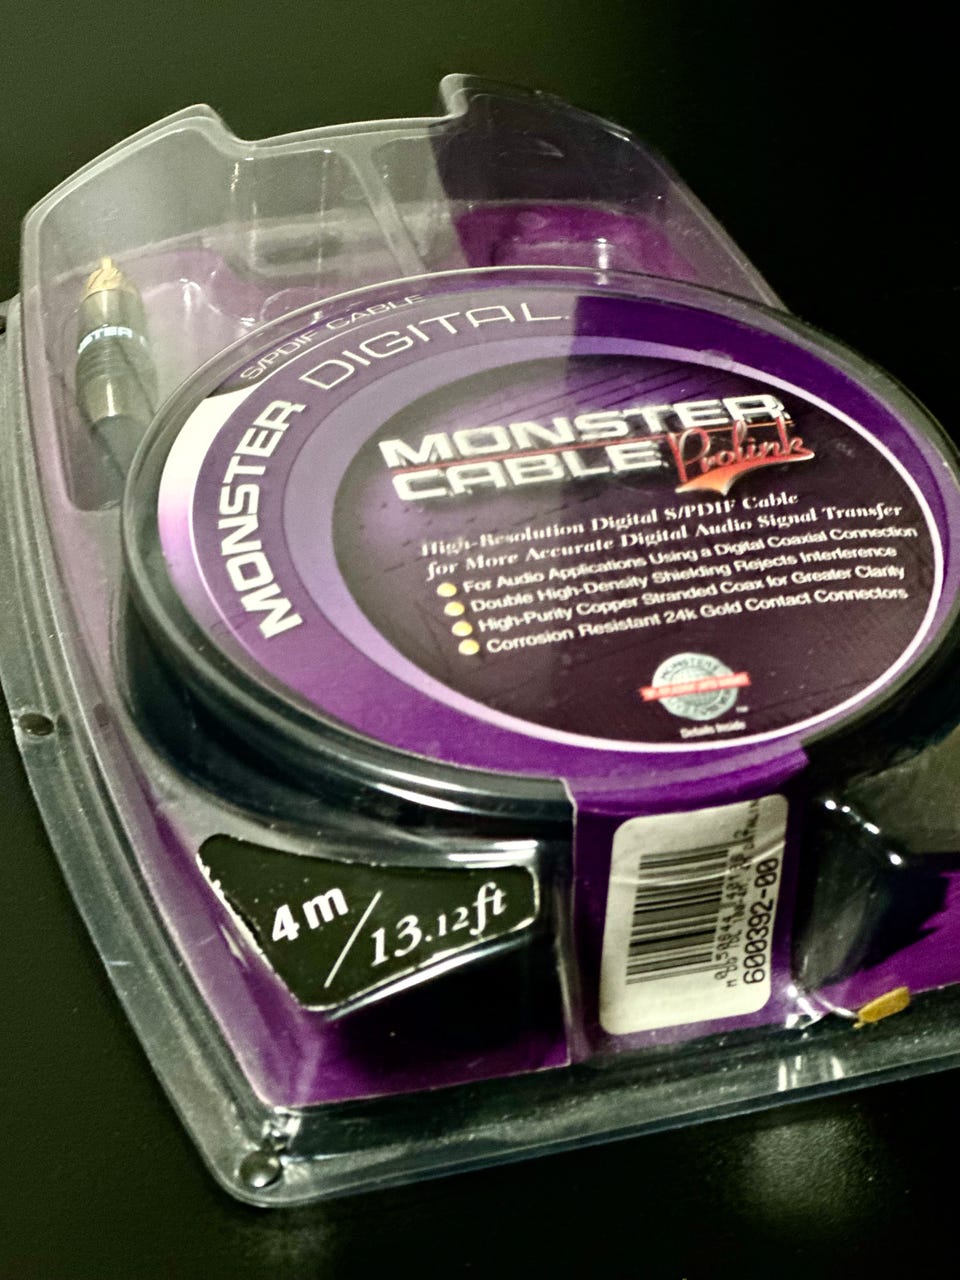 S/PDIF CABLE
MONSTER DIGITAL
MONSTER
CABLE Prolink
High-Resolution Digital S/PDIF Cable
for More Accurate Digital Audio Signal Transfer
For Audio Applications Using a Digital Coaxial Connection
Double High-Density Shielding Rejects Interference
High-Purity Copper Stranded Coax for Greater Clarity
Corrosion Resistant 24k Gold Contact Connectors
Details Inside
4m / 13.12ft
600392-00